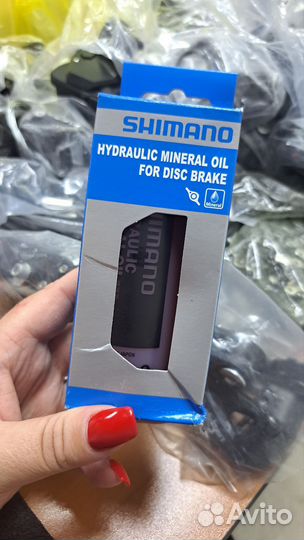 SHIMANO
HYDRAULIC MINERAL OIL
FOR DISC BRAKE
Mineral
SHIMANO
Avito